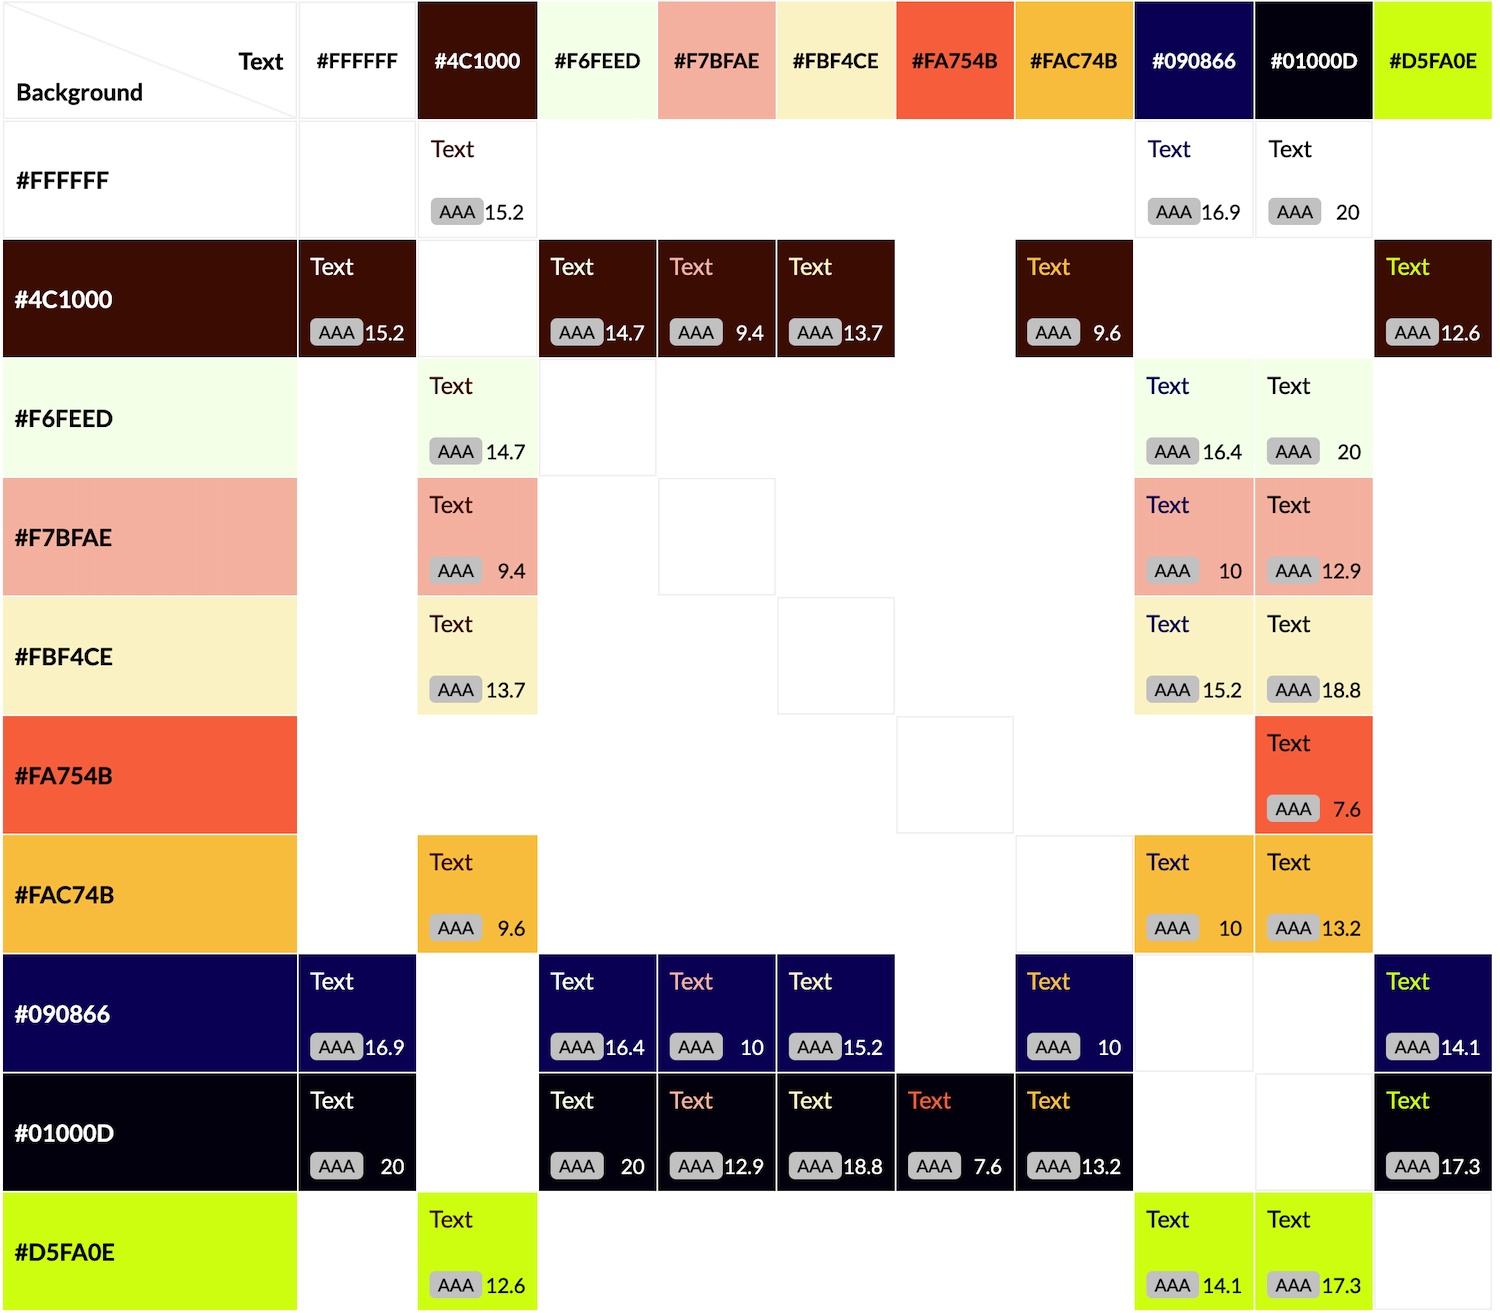 Text #FFFFFF #4C1000 #F6FEED #F7BFAE #FBF4CE #FA754B #FAC74B #090866 #01000D #D5FA0E
Background
Text Text Text
#FFFFFF
AAA 15.2 AAA 16.9 AAA 20
Text Text Text Text Text Text
#4C1000
AAA 15.2 AAA 14.7 AAA 9.4 AAA 13.7 AAA 9.6 AAA 12.6
Text Text Text
#F6FEED
AAA 14.7 AAA 16.4 AAA 20
Text Text Text
#F7BFAE
AAA 9.4 AAA 10 AAA 12.9
Text Text Text
#FBF4CE
AAA 13.7 AAA 15.2 AAA 18.8
Text
#FA754B
AAA 7.6
Text Text Text
#FAC74B
AAA 9.6 AAA 10 AAA 13.2
Text Text Text Text Text Text
#090866
AAA 16.9 AAA 16.4 AAA 10 AAA 15.2 AAA 10 AAA 14.1
Text Text Text Text Text Text Text
#01000D
AAA 20 AAA 20 AAA 12.9 AAA 18.8 AAA 7.6 AAA 13.2 AAA 17.3
Text Text Text
#D5FA0E
AAA 12.6 AAA 14.1 AAA 17.3